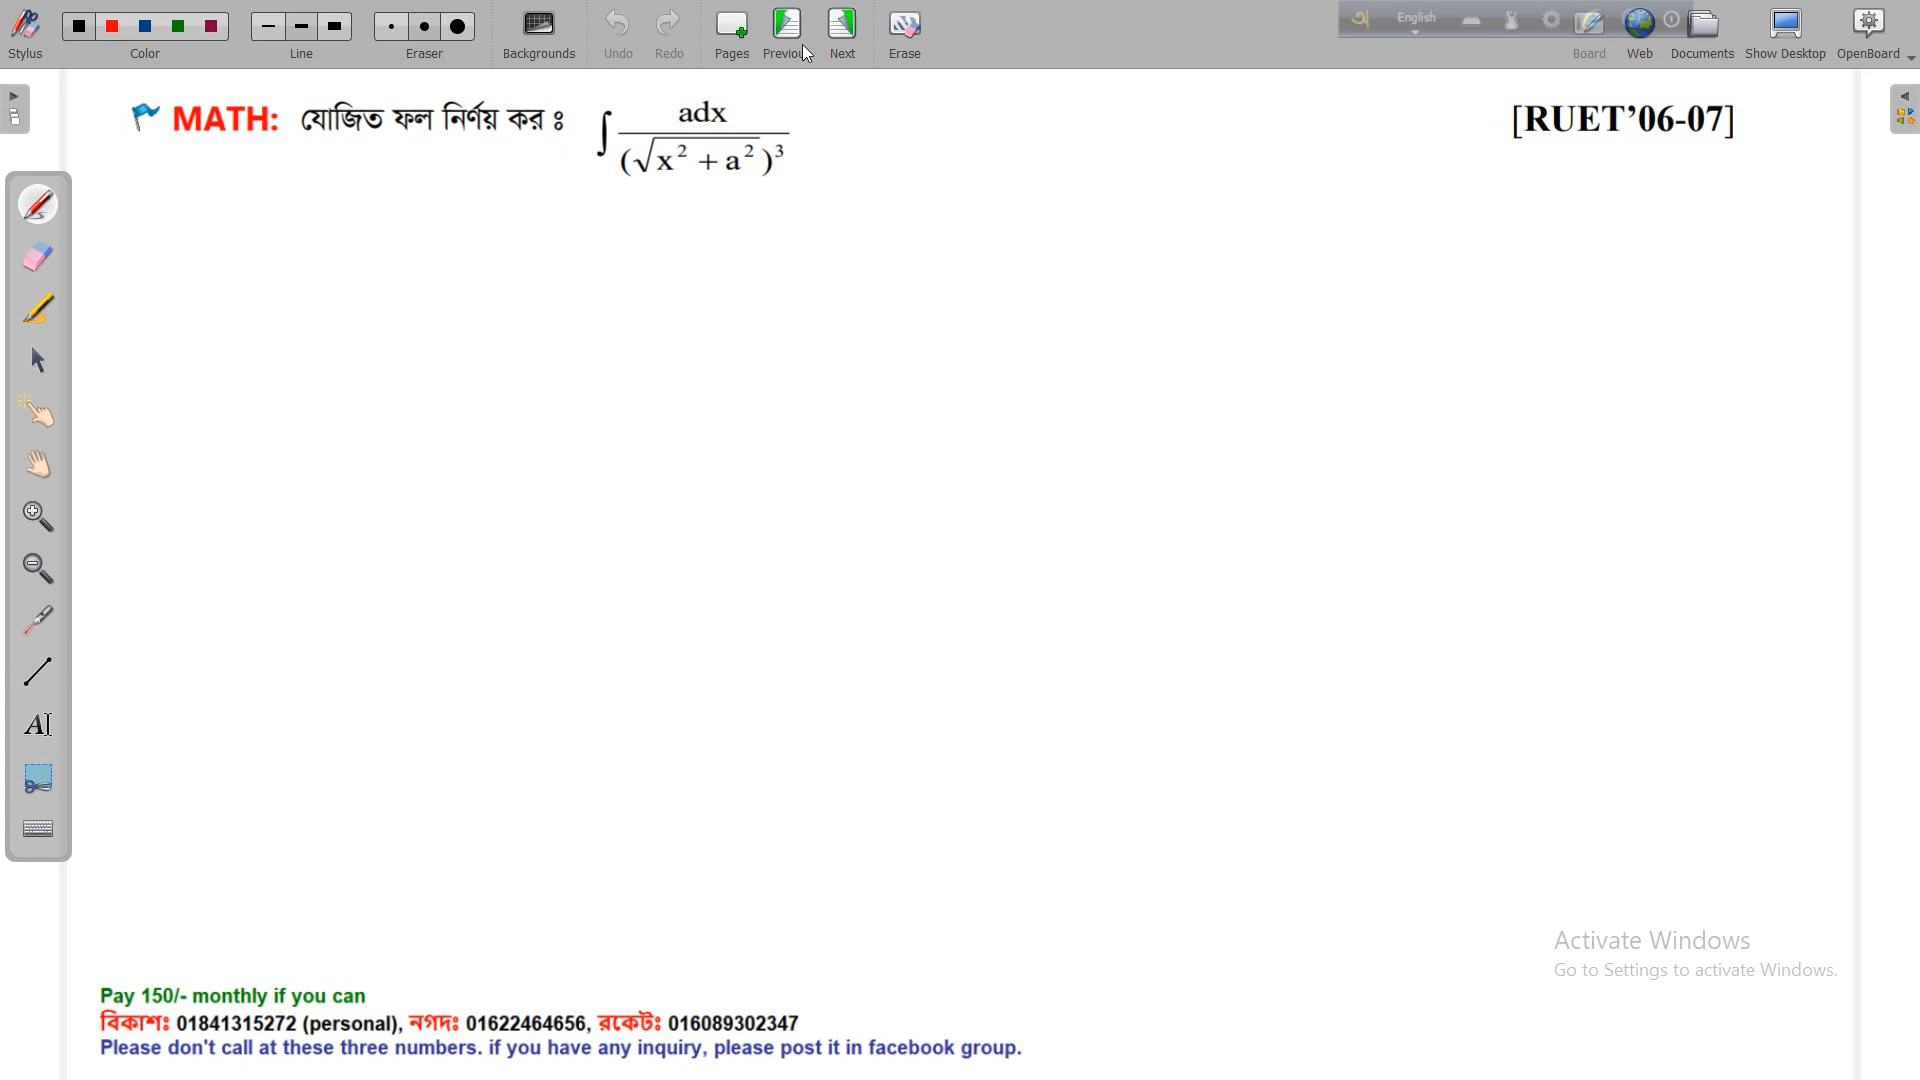 Stylus Color Line Eraser Backgrounds Undo Redo Pages Previou Next Erase English Board Web Documents Show Desktop OpenBoard
MATH: যোজিত ফল নির্ণয় কর ঃ ∫ adx / (√x² + a²)³ [RUET’06-07]
Activate Windows
Go to Settings to activate Windows.
Pay 150/- monthly if you can
বিকাশঃ 01841315272 (personal), নগদঃ 01622464656, রকেটঃ 016089302347
Please don't call at these three numbers. if you have any inquiry, please post it in facebook group.